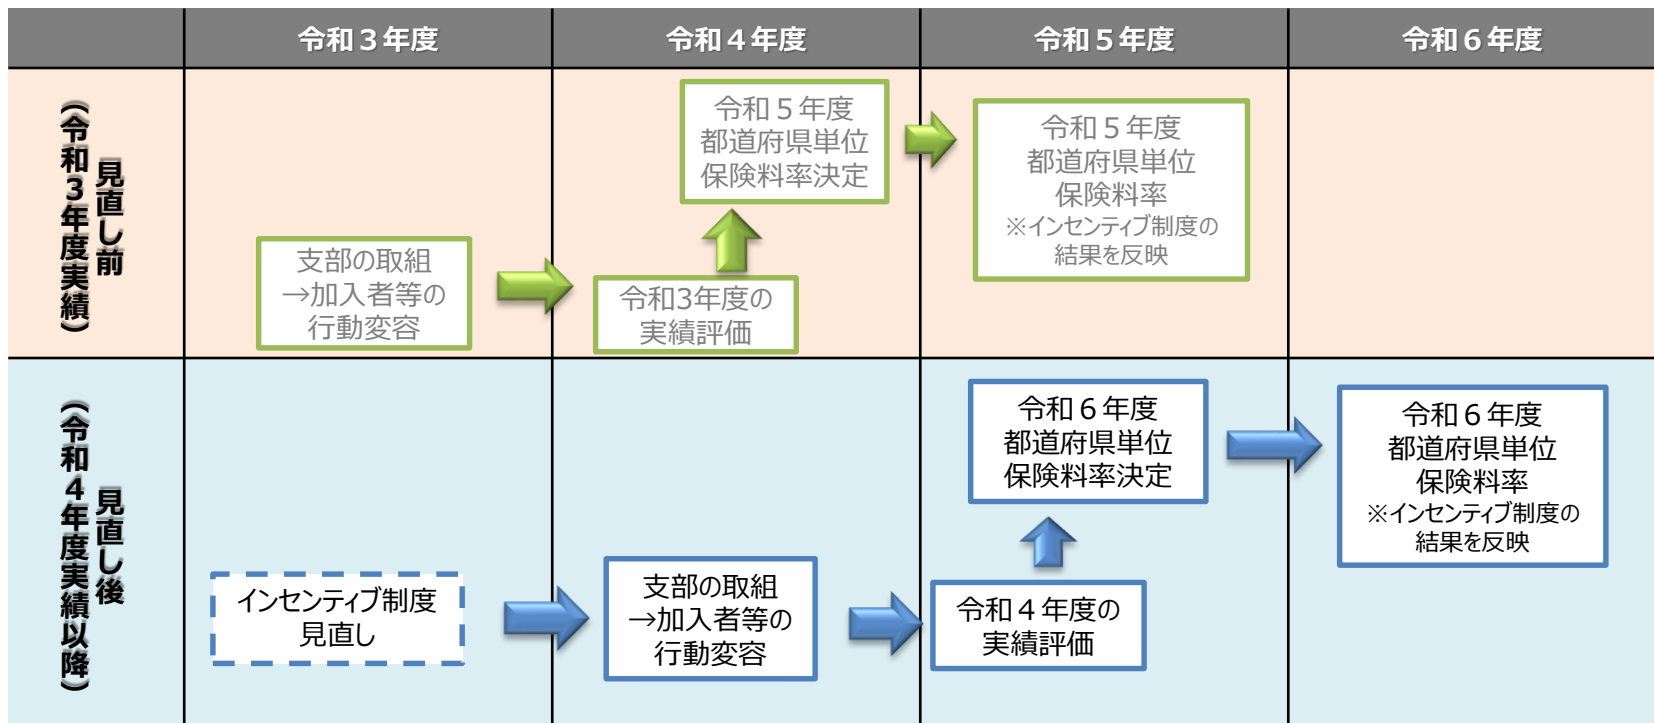 令和３年度
令和４年度
令和５年度
令和６年度
見直し前
（令和３年度実績）
支部の取組
→加入者等の
行動変容
令和3年度の
実績評価
令和５年度
都道府県単位
保険料率決定
令和５年度
都道府県単位
保険料率
※インセンティブ制度の
結果を反映
見直し後
（令和４年度実績以降）
インセンティブ制度
見直し
支部の取組
→加入者等の
行動変容
令和４年度の
実績評価
令和６年度
都道府県単位
保険料率決定
令和６年度
都道府県単位
保険料率
※インセンティブ制度の
結果を反映